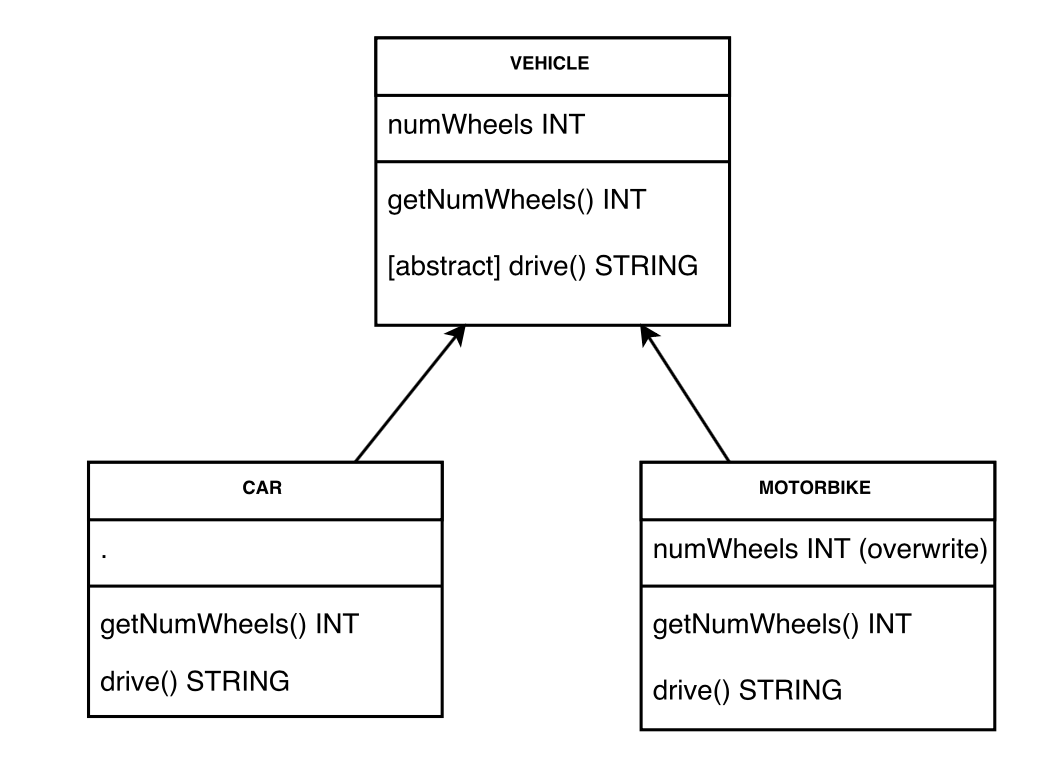 VEHICLE
numWheels INT
getNumWheels() INT
[abstract] drive() STRING
CAR
.
getNumWheels() INT
drive() STRING
MOTORBIKE
numWheels INT (overwrite)
getNumWheels() INT
drive() STRING